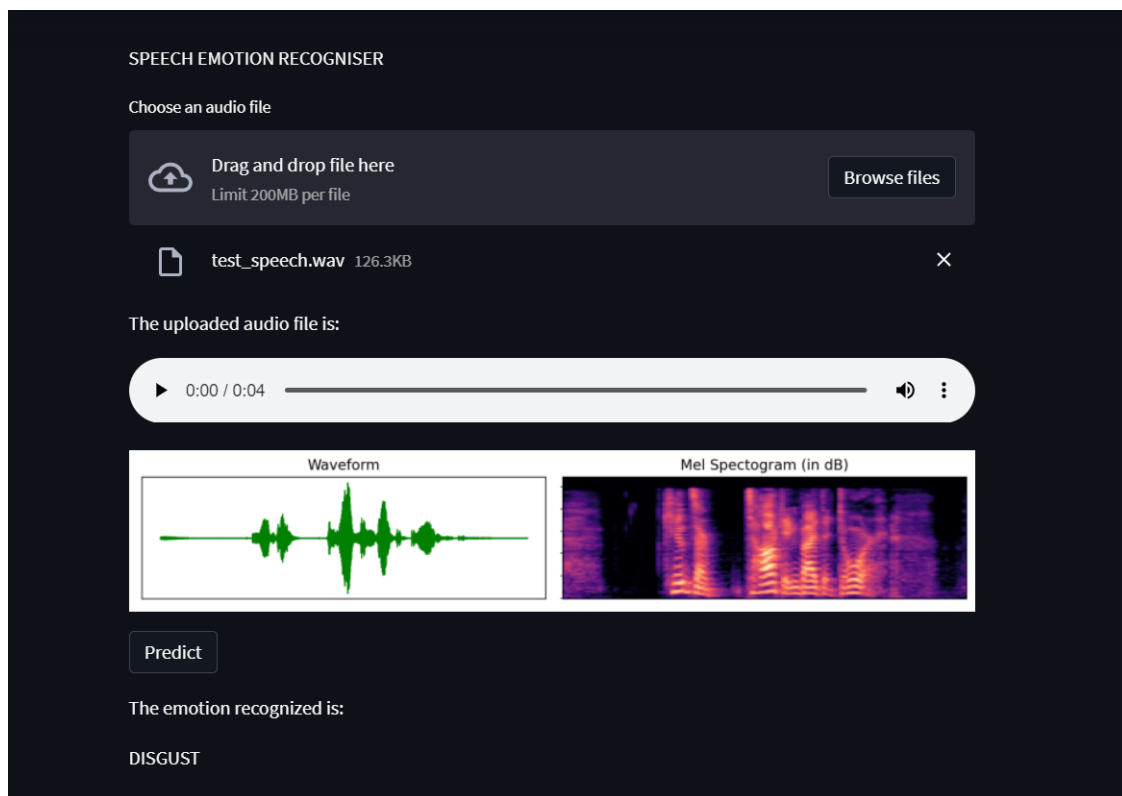 SPEECH EMOTION RECOGNISER
Choose an audio file
Drag and drop file here
Limit 200MB per file
Browse files
test_speech.wav 126.3KB
The uploaded audio file is:
0:00 / 0:04
Waveform
Mel Spectogram (in dB)
Predict
The emotion recognized is:
DISGUST